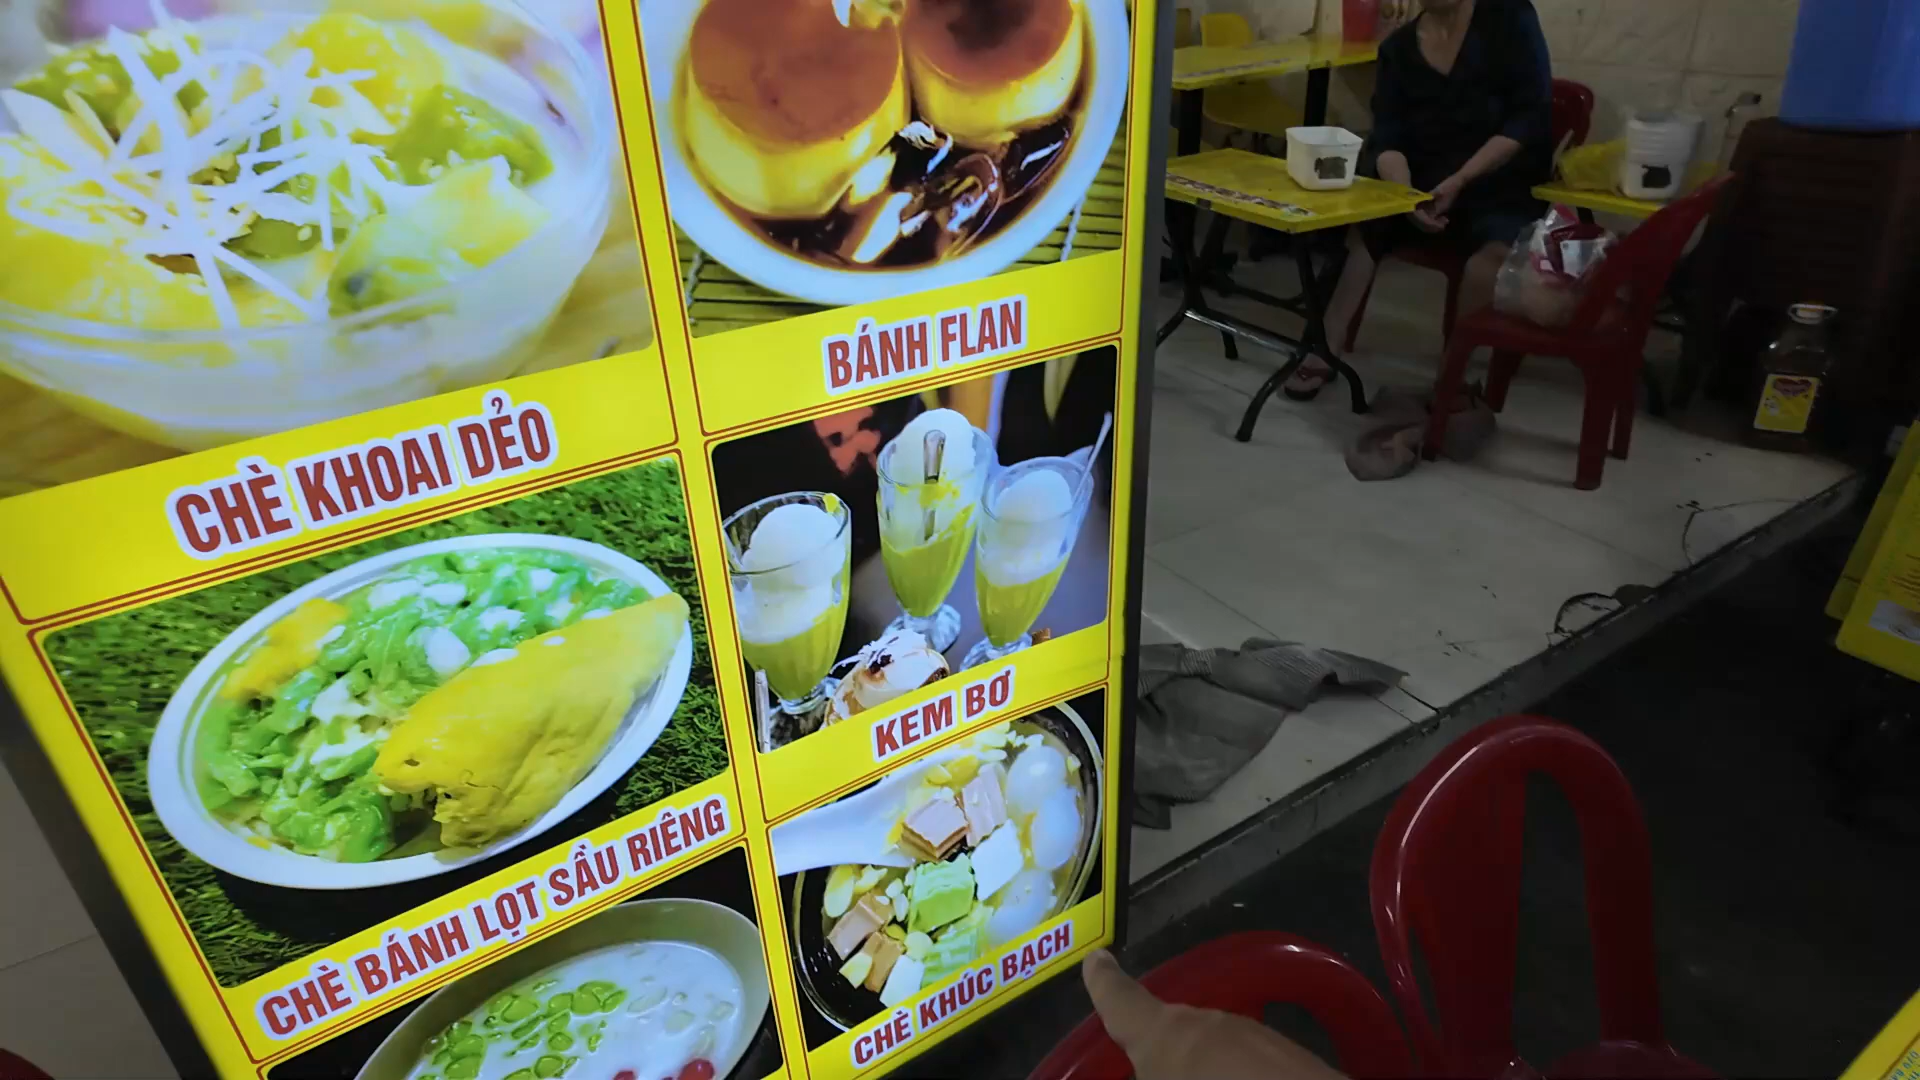 BÁNH FLAN
CHÈ KHOAI DẺO
KEM BƠ
CHÈ BÁNH LỌT SẦU RIÊNG
CHÈ KHÚC BẠCH